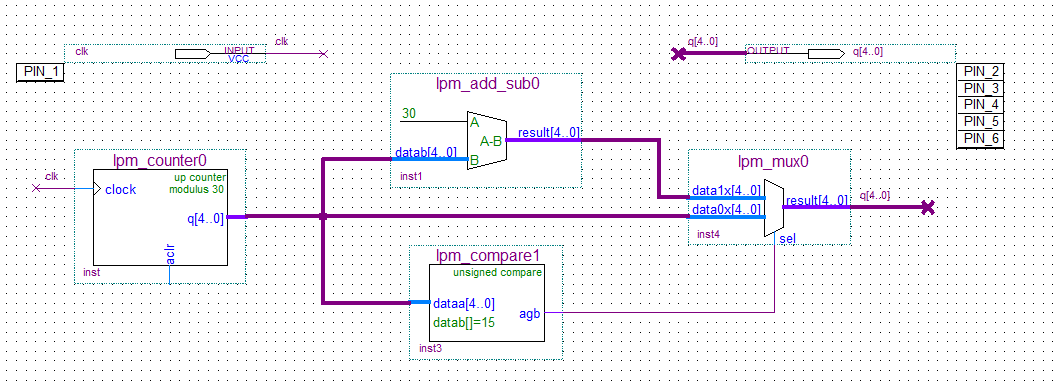 clk
INPUT
VCC
clk
PIN_1
q[4..0]
OUTPUT
q[4..0]
PIN_2
PIN_3
PIN_4
PIN_5
PIN_6
lpm_add_sub0
30
A
A-B
result[4..0]
datab[4..0]
B
inst1
lpm_counter0
up counter
modulus 30
clk
clock
q[4..0]
aclr
inst
lpm_mux0
data1x[4..0]
data0x[4..0]
result[4..0]
q[4..0]
sel
inst4
lpm_compare1
unsigned compare
dataa[4..0]
datab[]=15
agb
inst3